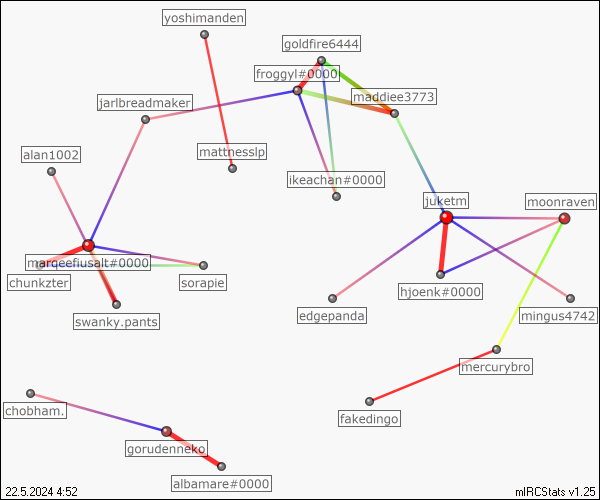 yoshimanden
goldfire6444
froggyl#0000
maddiee3773
jarlbreadmaker
alan1002
mattnesslp
ikeachan#0000
juketm
moonraven
marqeefusalt#0000
chunkzter
sorapie
hjoenk#0000
swanky.pants
edgepanda
mingus4742
mercurybro
chobham.
fakedingo
gorudenneko
albamare#0000
22.5.2024 4:52
mIRCStats v1.25